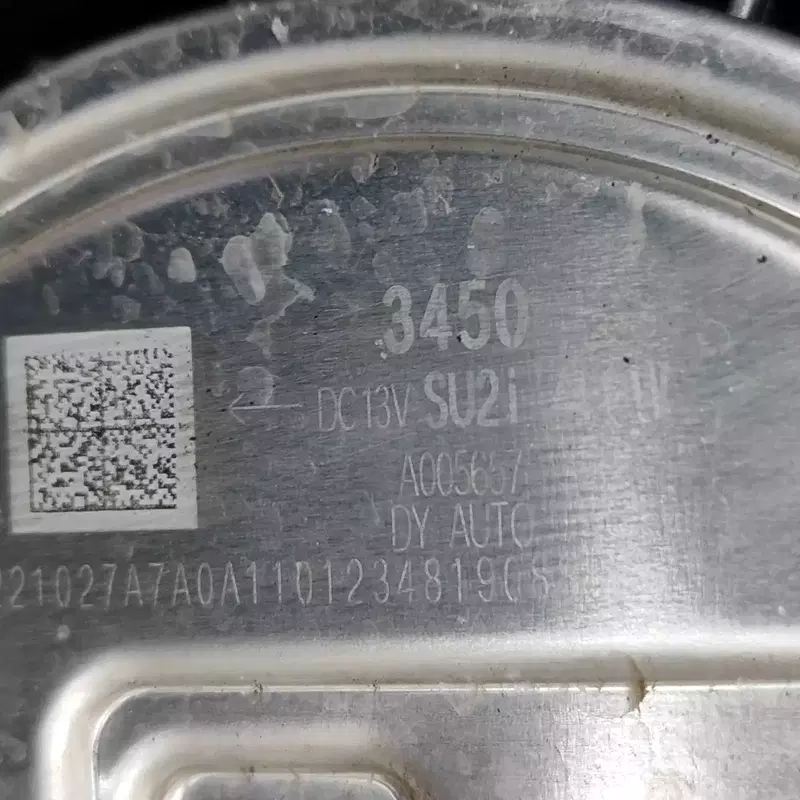 3450
DC13V SU2i
A005657
DY AUTO
221027A7A0A11012348190